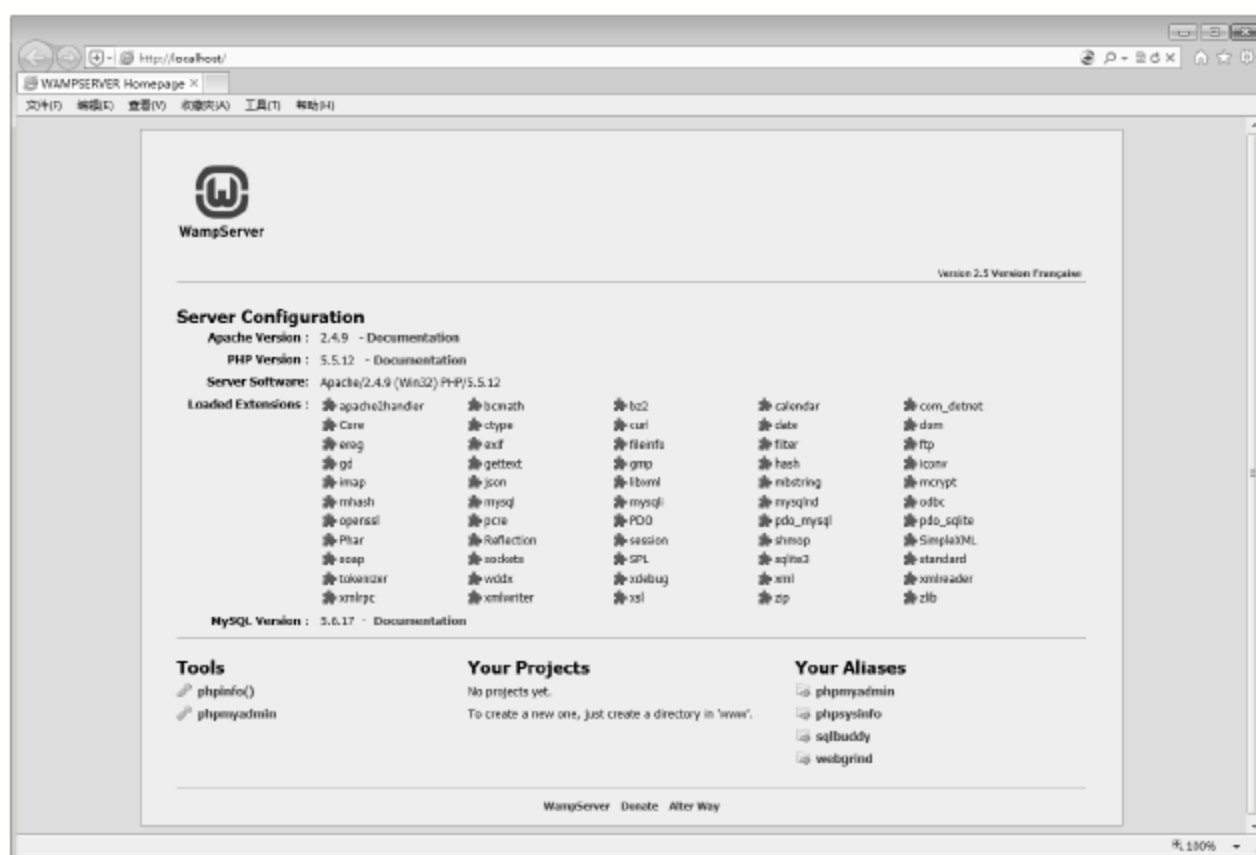 http://localhost/
WAMPSERVER Homepage
文件(F) 编辑(E) 查看(V) 收藏夹(A) 工具(T) 帮助(H)
WampServer
Version 2.5 Version Française
Server Configuration
Apache Version : 2.4.9 - Documentation
PHP Version : 5.5.12 - Documentation
Server Software: Apache/2.4.9 (Win32) PHP/5.5.12
Loaded Extensions : apache2handler bcmath bz2 calendar com_dotnet
Core ctype curl date dom
ereg exif fileinfo filter ftp
gd gettext gmp hash iconv
imap json libxml mbstring mcrypt
mhash mysql mysqli mysqlnd odbc
openssl pcre PDO pdo_mysql pdo_sqlite
Phar Reflection session shmop SimpleXML
soap sockets SPL sqlite3 standard
tokenizer wddx xdebug xml xmlreader
xmlrpc xmlwriter xsl zip zlib
MySQL Version : 5.6.17 - Documentation
Tools Your Projects Your Aliases
phpinfo() No projects yet. phpmyadmin
phpmyadmin To create a new one, just create a directory in 'www'. phpsysinfo
sqlbuddy
webgrind
WampServer Donate Alter Way
100%